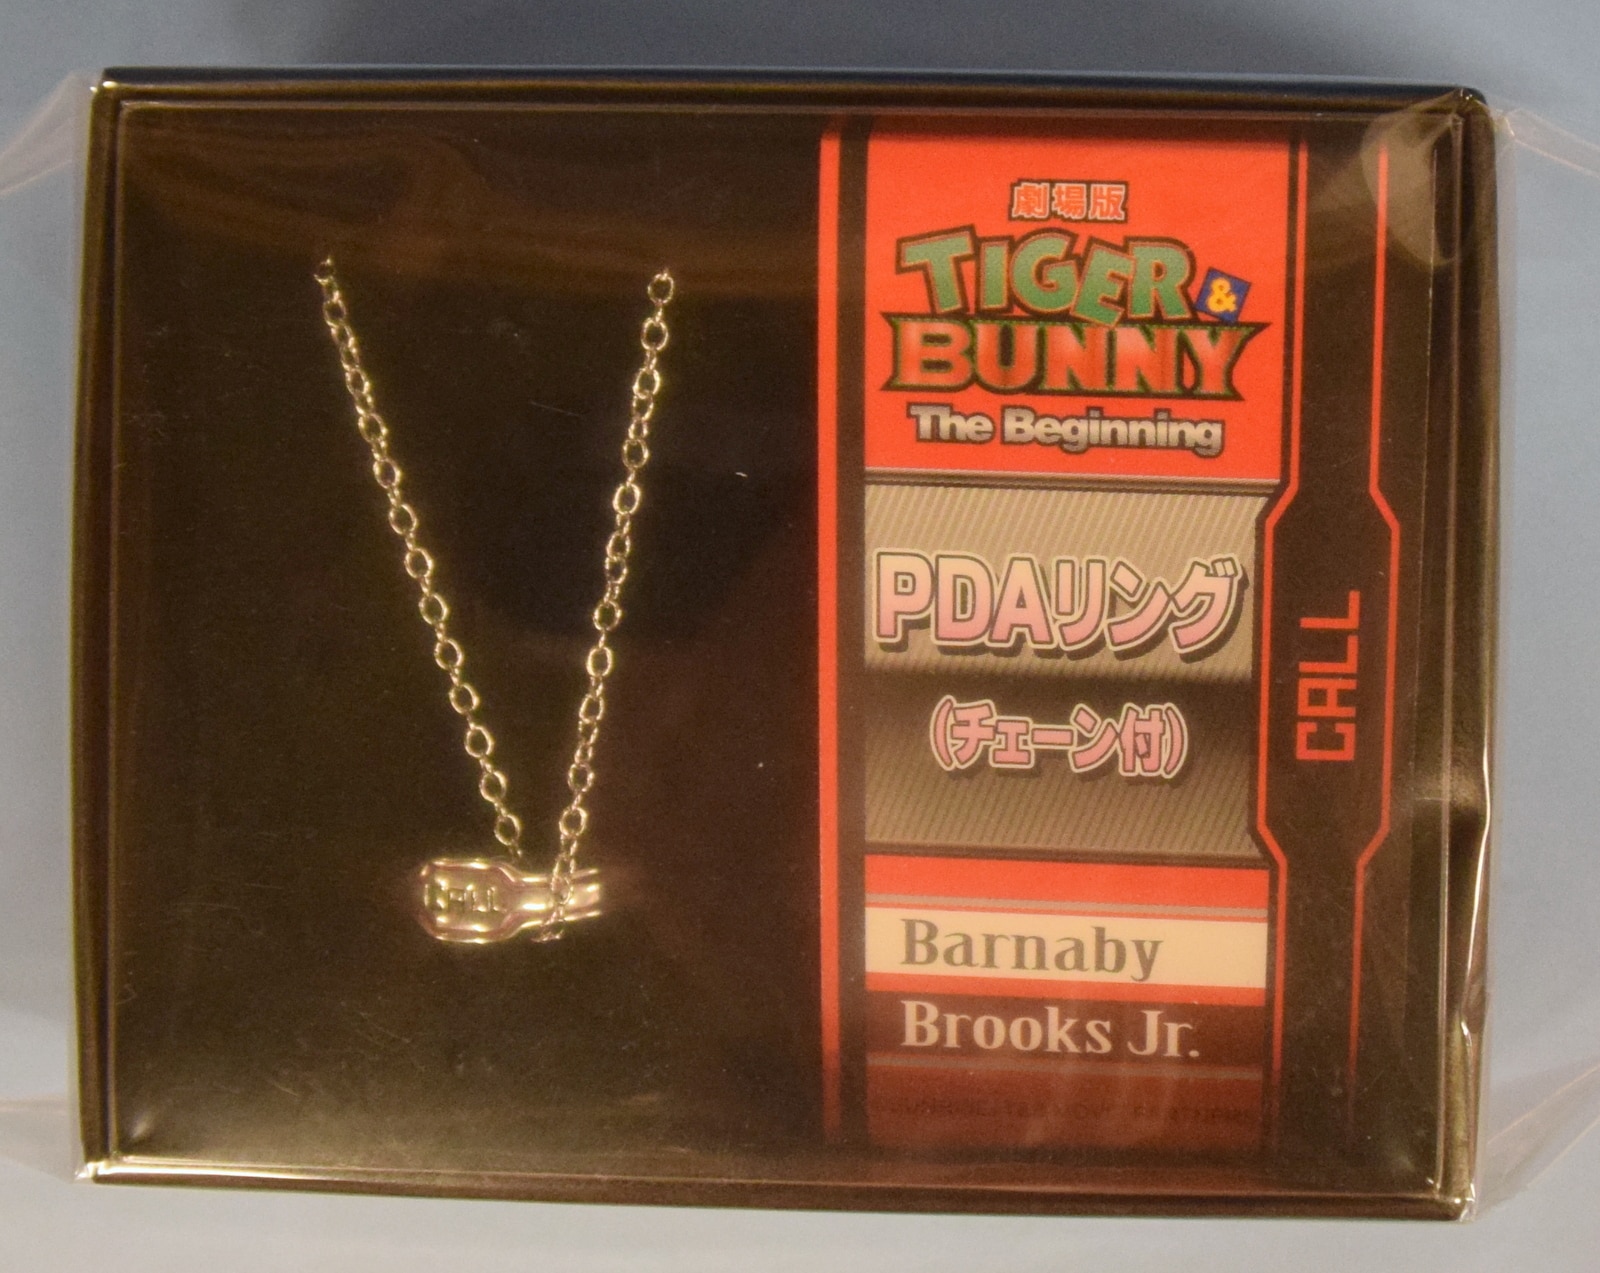 劇場版
TIGER &
BUNNY
The Beginning
PDAリング
(チェーン付)
CALL
Barnaby
Brooks Jr.
CALL